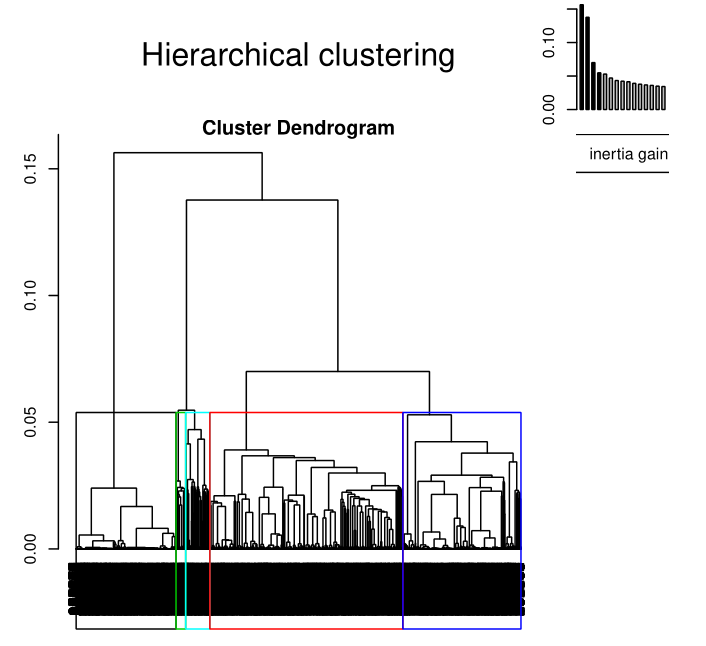 Hierarchical clustering
0.00
0.10
inertia gain
Cluster Dendrogram
0.15
0.10
0.05
0.00